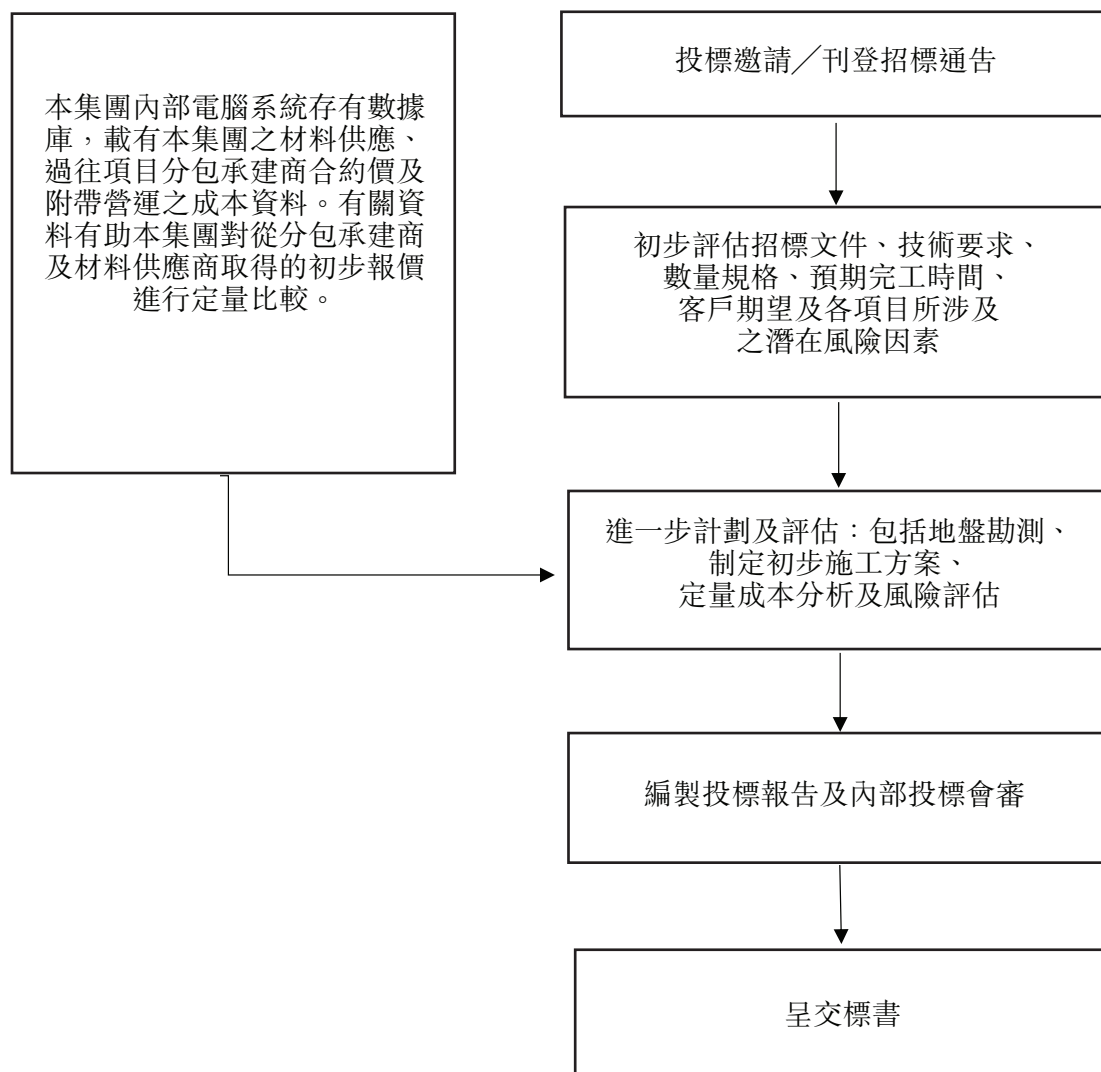 本集團內部電腦系統存有數據
庫，載有本集團之材料供應、
過往項目分包承建商合約價及
附帶營運之成本資料。有關資
料有助本集團對從分包承建商
及材料供應商取得的初步報價
進行定量比較。
投標邀請／刊登招標通告
初步評估招標文件、技術要求、
數量規格、預期完工時間、
客戶期望及各項目所涉及
之潛在風險因素
進一步計劃及評估：包括地盤勘測、
制定初步施工方案、
定量成本分析及風險評估
編製投標報告及內部投標會審
呈交標書